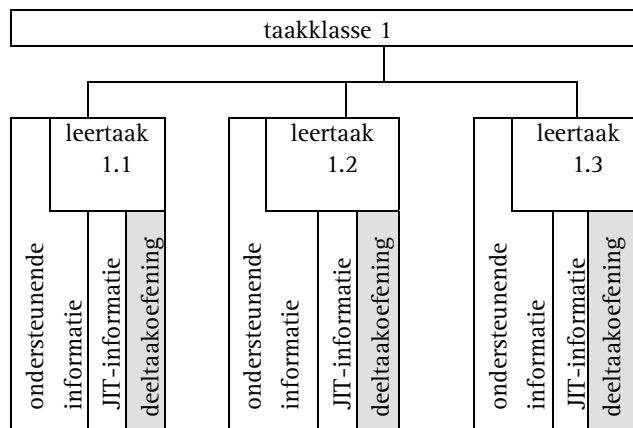 taakklasse 1
leertaak
1.1
ondersteunende
informatie
JIT-informatie
deeltaakoefening
leertaak
1.2
ondersteunende
informatie
JIT-informatie
deeltaakoefening
leertaak
1.3
ondersteunende
informatie
JIT-informatie
deeltaakoefening